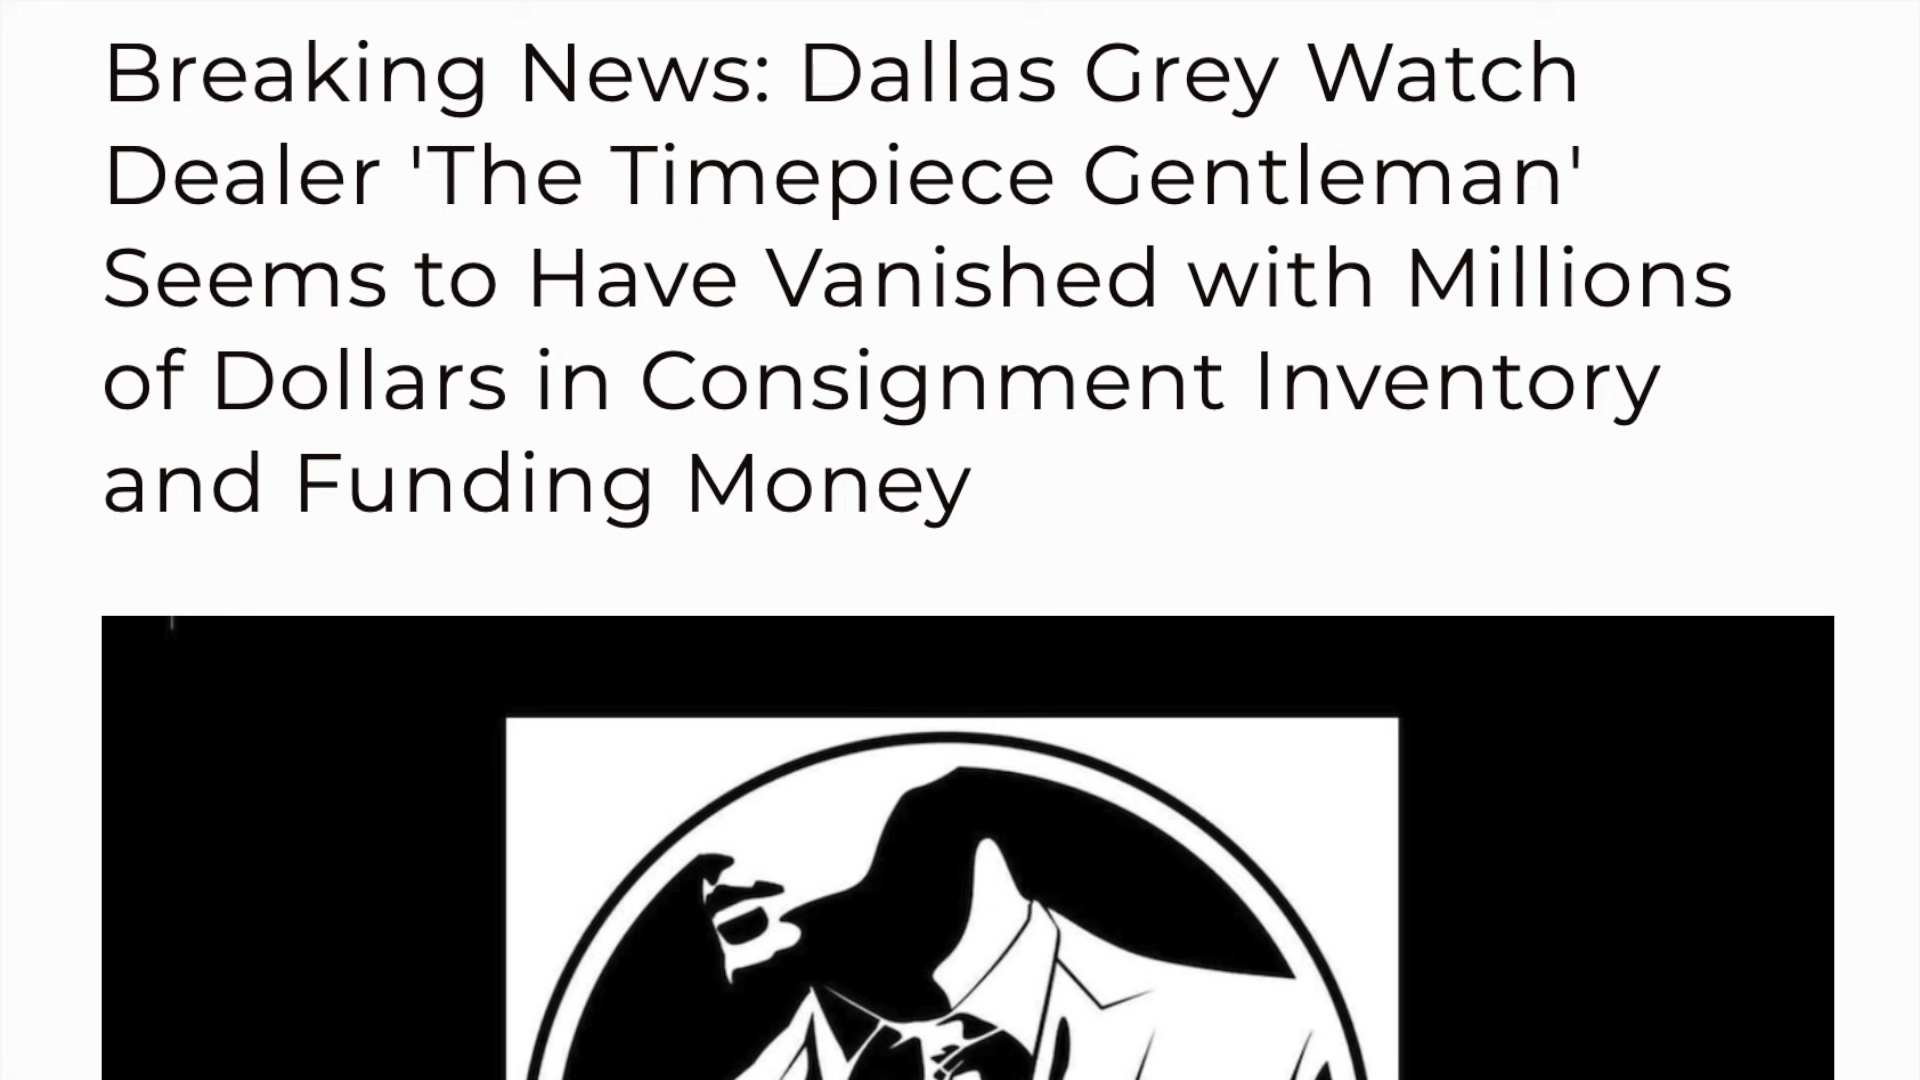 Breaking News: Dallas Grey Watch
Dealer 'The Timepiece Gentleman'
Seems to Have Vanished with Millions
of Dollars in Consignment Inventory
and Funding Money